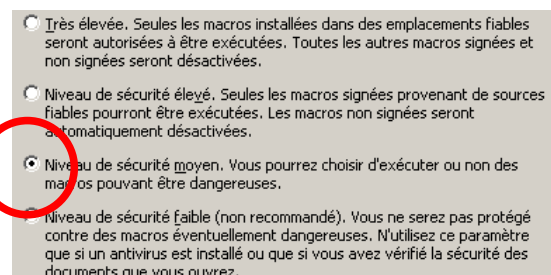 Très élevée. Seules les macros installées dans des emplacements fiables
seront autorisées à être exécutées. Toutes les autres macros signées et
non signées seront désactivées.
Niveau de sécurité élevé. Seules les macros signées provenant de sources
fiables pourront être exécutées. Les macros non signées seront
automatiquement désactivées.
Niveau de sécurité moyen. Vous pourrez choisir d'exécuter ou non des
macros pouvant être dangereuses.
Niveau de sécurité faible (non recommandé). Vous ne serez pas protégé
contre des macros éventuellement dangereuses. N'utilisez ce paramètre
que si un antivirus est installé ou que si vous avez vérifié la sécurité des
documents que vous ouvrez.